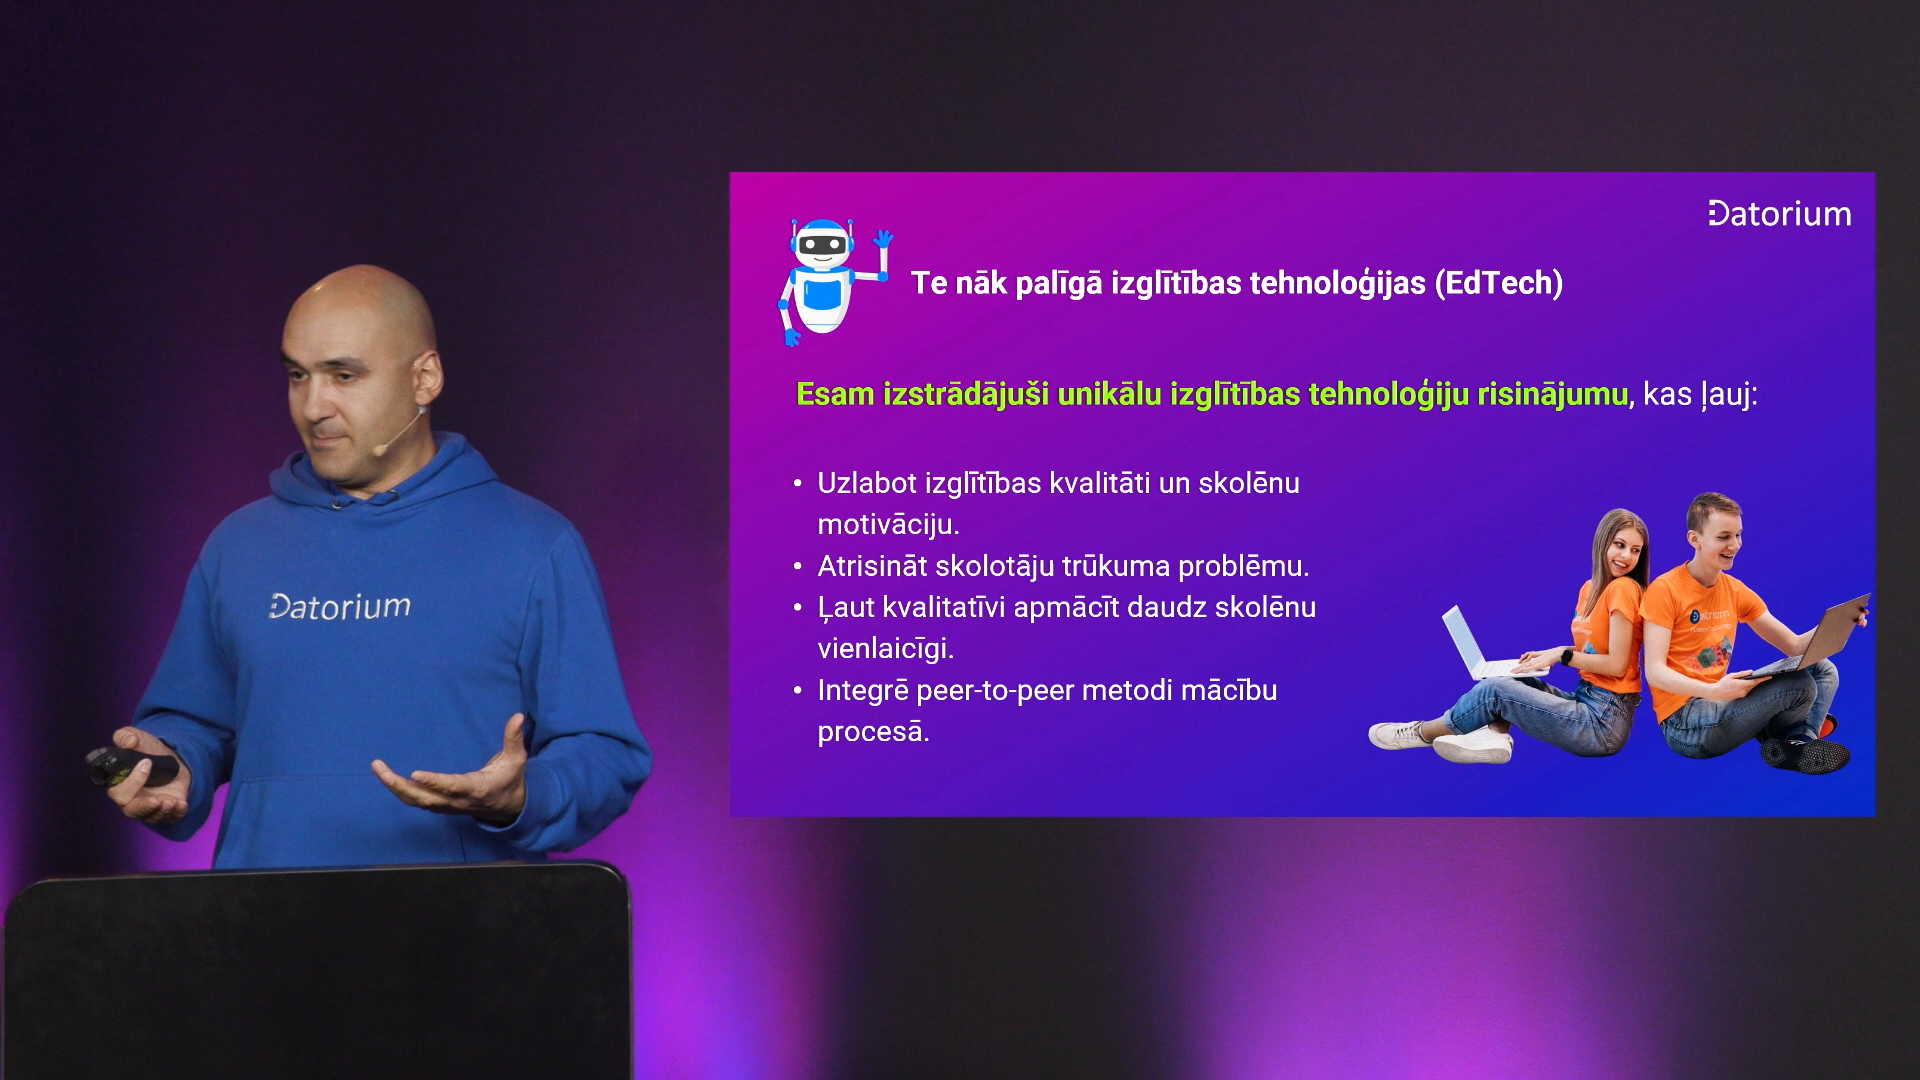 Datorium
Te nāk palīgā izglītības tehnoloģijas (EdTech)
Esam izstrādājuši unikālu izglītības tehnoloģiju risinājumu, kas ļauj:
• Uzlabot izglītības kvalitāti un skolēnu
motivāciju.
• Atrisināt skolotāju trūkuma problēmu.
• Ļaut kvalitatīvi apmācīt daudz skolēnu
vienlaicīgi.
• Integrē peer-to-peer metodi mācību
procesā.
Datorium